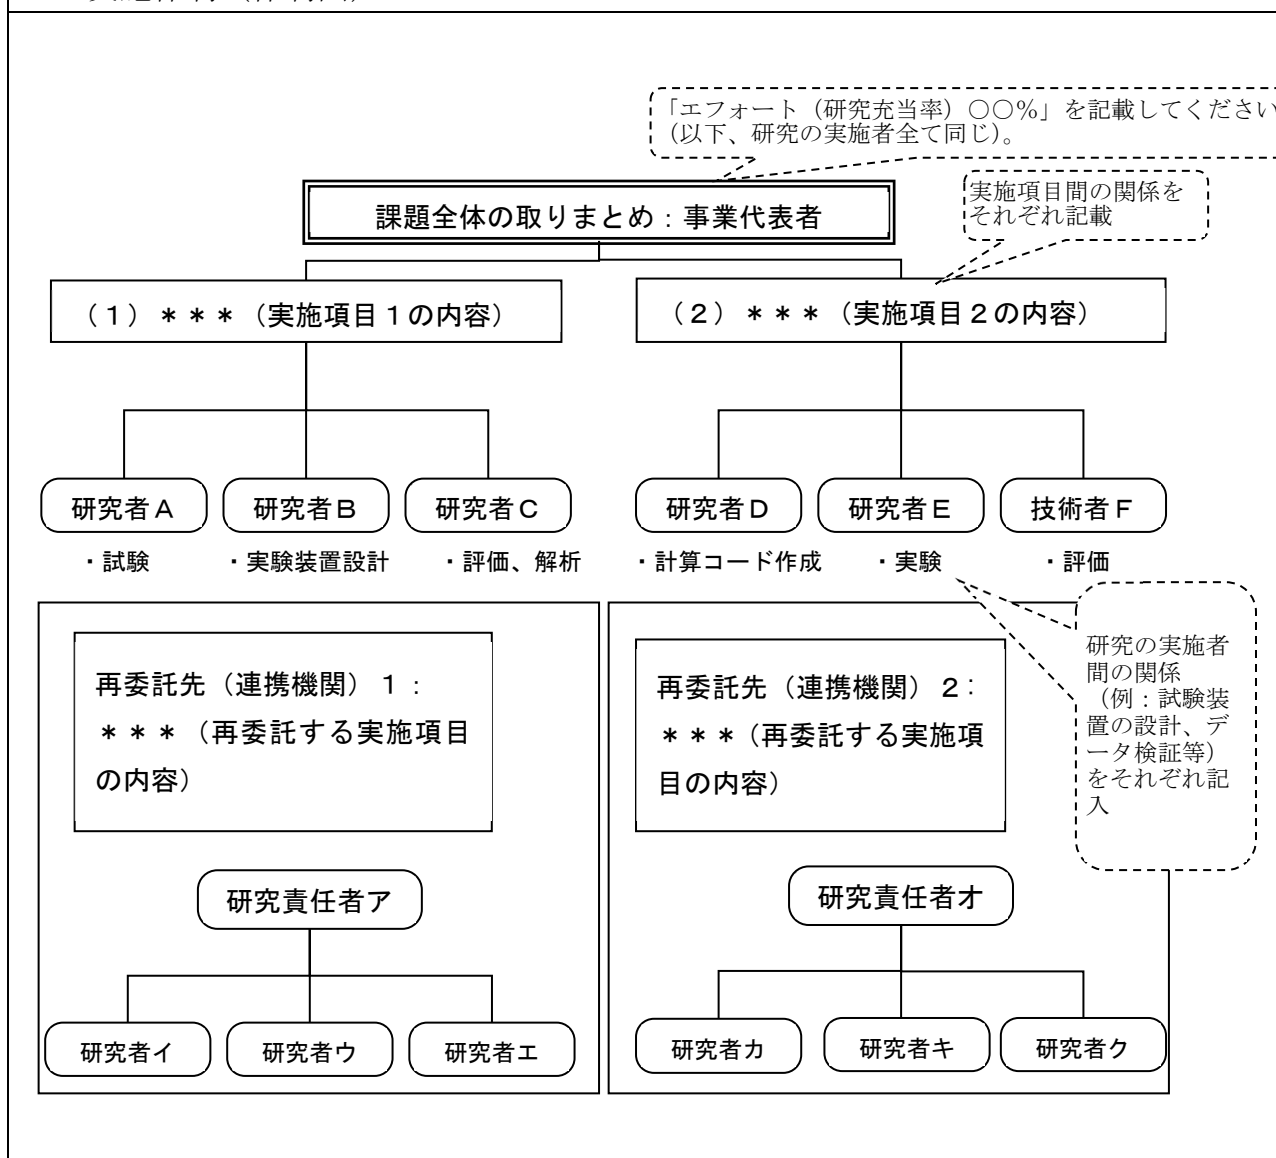 「エフォート（研究充当率）○○％」を記載してください
（以下、研究の実施者全て同じ）。
課題全体の取りまとめ：事業代表者
実施項目間の関係を
それぞれ記載
（１）＊＊＊（実施項目１の内容）
（２）＊＊＊（実施項目２の内容）
研究者Ａ
研究者Ｂ
研究者Ｃ
研究者Ｄ
研究者Ｅ
技術者Ｆ
・試験
・実験装置設計
・評価、解析
・計算コード作成
・実験
・評価
再委託先（連携機関）１：
＊＊＊（再委託する実施項目
の内容）
再委託先（連携機関）２：
＊＊＊（再委託する実施項
目の内容）
研究の実施者
間の関係
（例：試験装
置の設計、デ
ータ検証等）
をそれぞれ記
入
研究責任者ア
研究責任者オ
研究者イ
研究者ウ
研究者エ
研究者カ
研究者キ
研究者ク